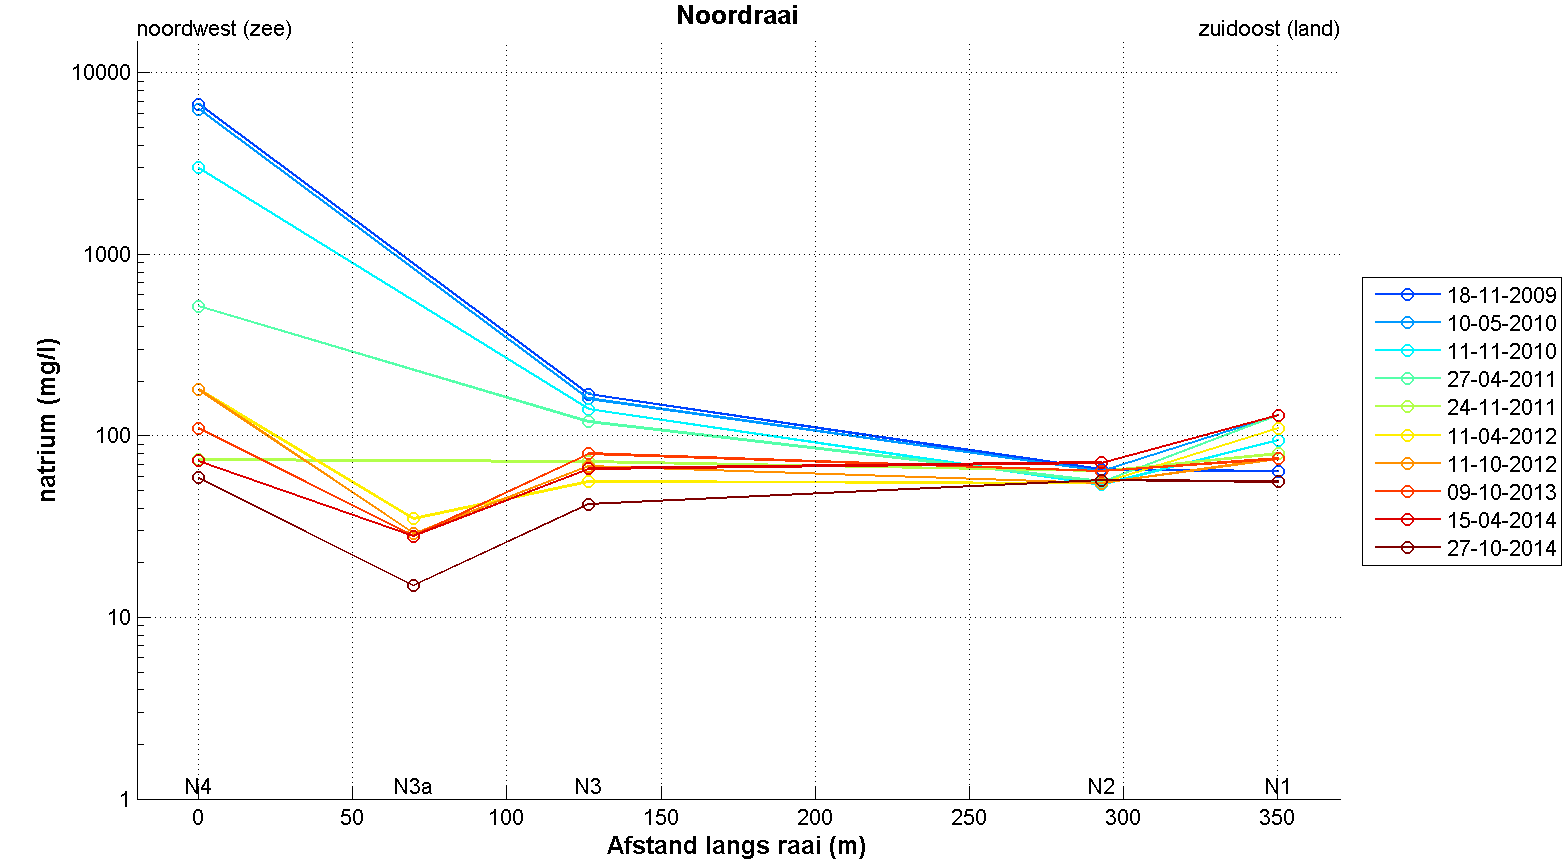 Noordraai
noordwest (zee)
zuidoost (land)
10000
1000
100
10
1
natrium (mg/l)
N4
N3a
N3
N2
N1
0
50
100
150
200
250
300
350
Afstand langs raai (m)
18-11-2009
10-05-2010
11-11-2010
27-04-2011
24-11-2011
11-04-2012
11-10-2012
09-10-2013
15-04-2014
27-10-2014